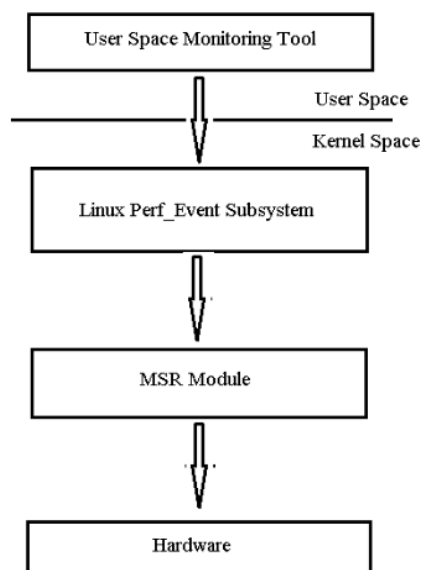 User Space Monitoring Tool
User Space
Kernel Space
Linux Perf_Event Subsystem
MSR Module
Hardware